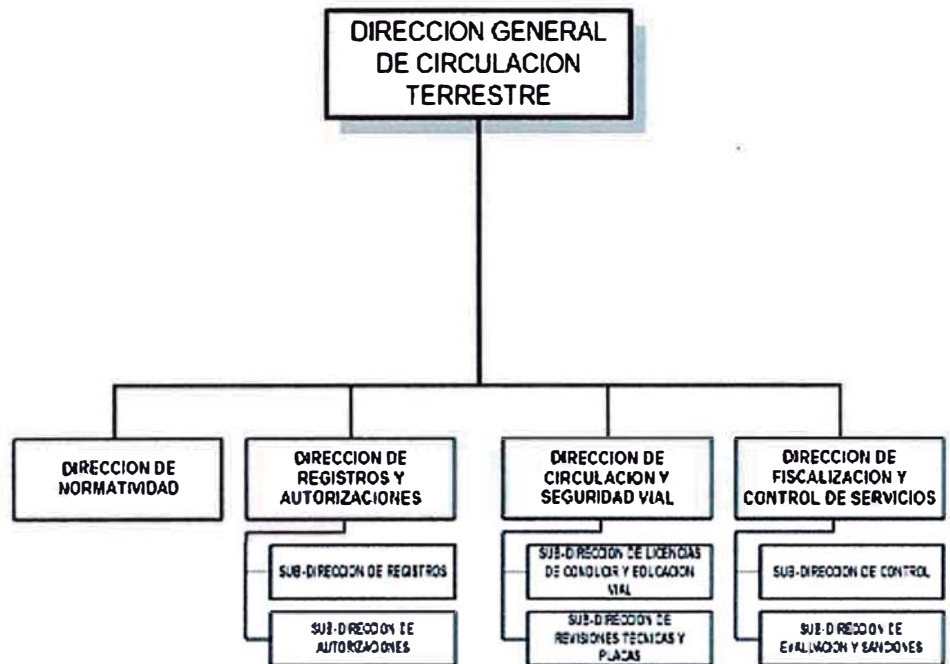 DIRECCION GENERAL
DE CIRCULACION
TERRESTRE
DIRECCION DE
NORMATIVIDAD
DIRECCION DE
REGISTROS Y
AUTORIZACIONES
DIRECCION DE
CIRCULACION Y
SEGURIDAD VIAL
DIRECCION DE
FISCALIZACION Y
CONTROL DE SERVICIOS
SUB-DIRECCION DE REGISTROS
SUB-DIRECCION DE
AUTORIZACIONES
SUB-DIRECCION DE LICENCIAS
DE CONDUCIR Y EDUCACION
VIAL
SUB-DIRECCION DE
REVISIONES TECNICAS Y
PLACAS
SUB-DIRECCION DE CONTROL
SUB-DIRECCION DE
EVALUACION Y SANCIONES